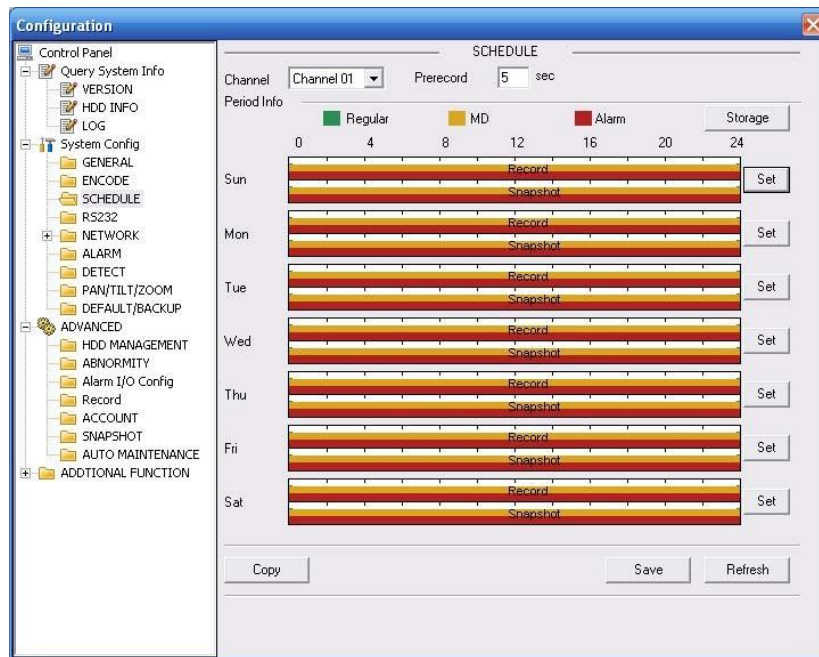 Configuration
Control Panel
Query System Info
VERSION
HDD INFO
LOG
System Config
GENERAL
ENCODE
SCHEDULE
RS232
NETWORK
ALARM
DETECT
PAN/TILT/ZOOM
DEFAULT/BACKUP
ADVANCED
HDD MANAGEMENT
ABNORMITY
Alarm I/O Config
Record
ACCOUNT
SNAPSHOT
AUTO MAINTENANCE
ADDTIONAL FUNCTION
SCHEDULE
Channel Channel 01 Prerecord 5 sec
Period Info
Regular MD Alarm Storage
0 4 8 12 16 20 24
Sun Record Set
Snapshot
Mon Record Set
Snapshot
Tue Record Set
Snapshot
Wed Record Set
Snapshot
Thu Record Set
Snapshot
Fri Record Set
Snapshot
Sat Record Set
Snapshot
Copy Save Refresh